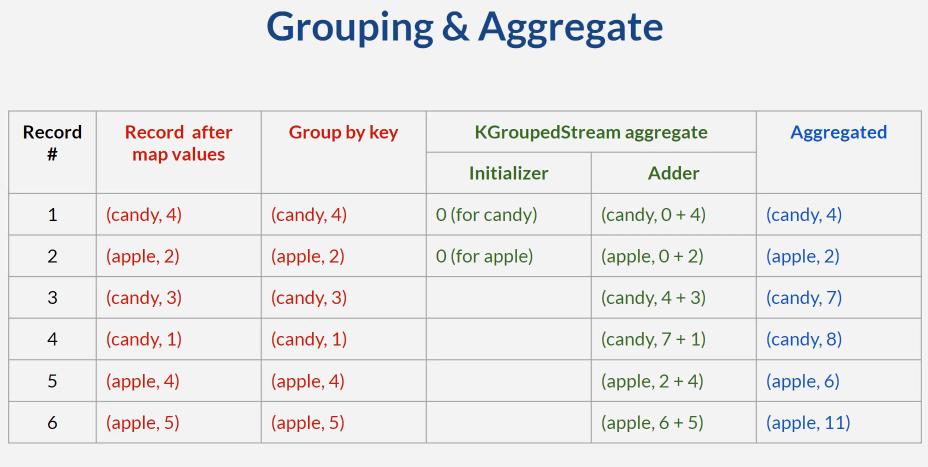 Grouping & Aggregate
Record # Record after map values Group by key KGroupedStream aggregate Aggregated
Initializer Adder
1 (candy, 4) (candy, 4) 0 (for candy) (candy, 0 + 4) (candy, 4)
2 (apple, 2) (apple, 2) 0 (for apple) (apple, 0 + 2) (apple, 2)
3 (candy, 3) (candy, 3) (candy, 4 + 3) (candy, 7)
4 (candy, 1) (candy, 1) (candy, 7 + 1) (candy, 8)
5 (apple, 4) (apple, 4) (apple, 2 + 4) (apple, 6)
6 (apple, 5) (apple, 5) (apple, 6 + 5) (apple, 11)